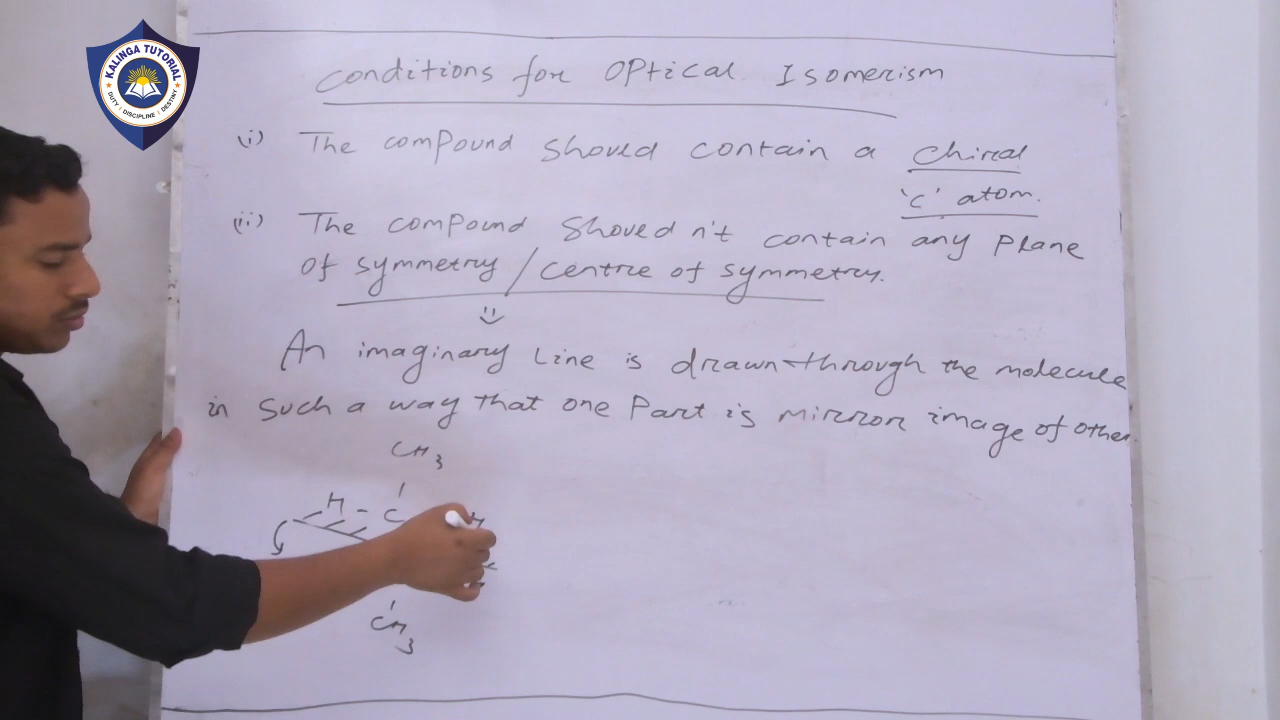 KALINGA TUTORIAL
DUTY | DISCIPLINE | DESTINY
Conditions for Optical Isomerism
(i) The compound should contain a chiral
'c' atom.
(ii) The compound should n't contain any plane
of symmetry / centre of symmetry.
An imaginary line is drawn through the molecule
in such a way that one Part is mirror image of other.
CH3
H - C
H
CH3